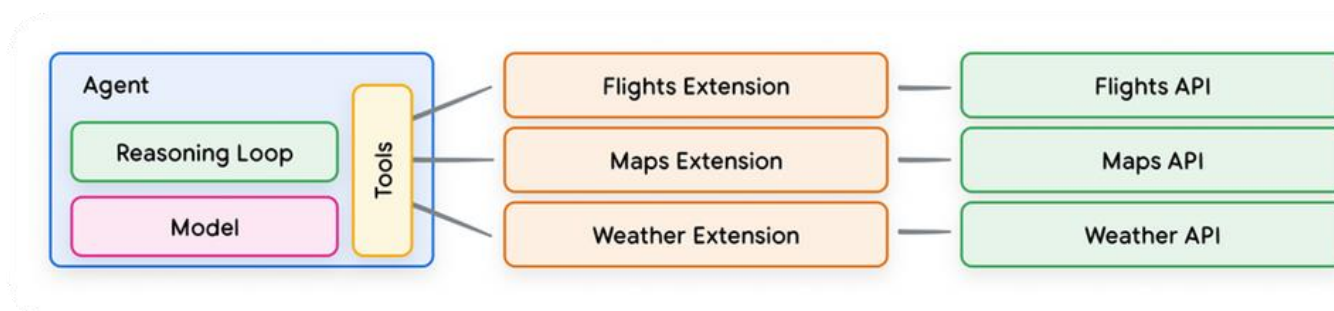 Agent
Reasoning Loop
Model
Tools
Flights Extension
Maps Extension
Weather Extension
Flights API
Maps API
Weather API